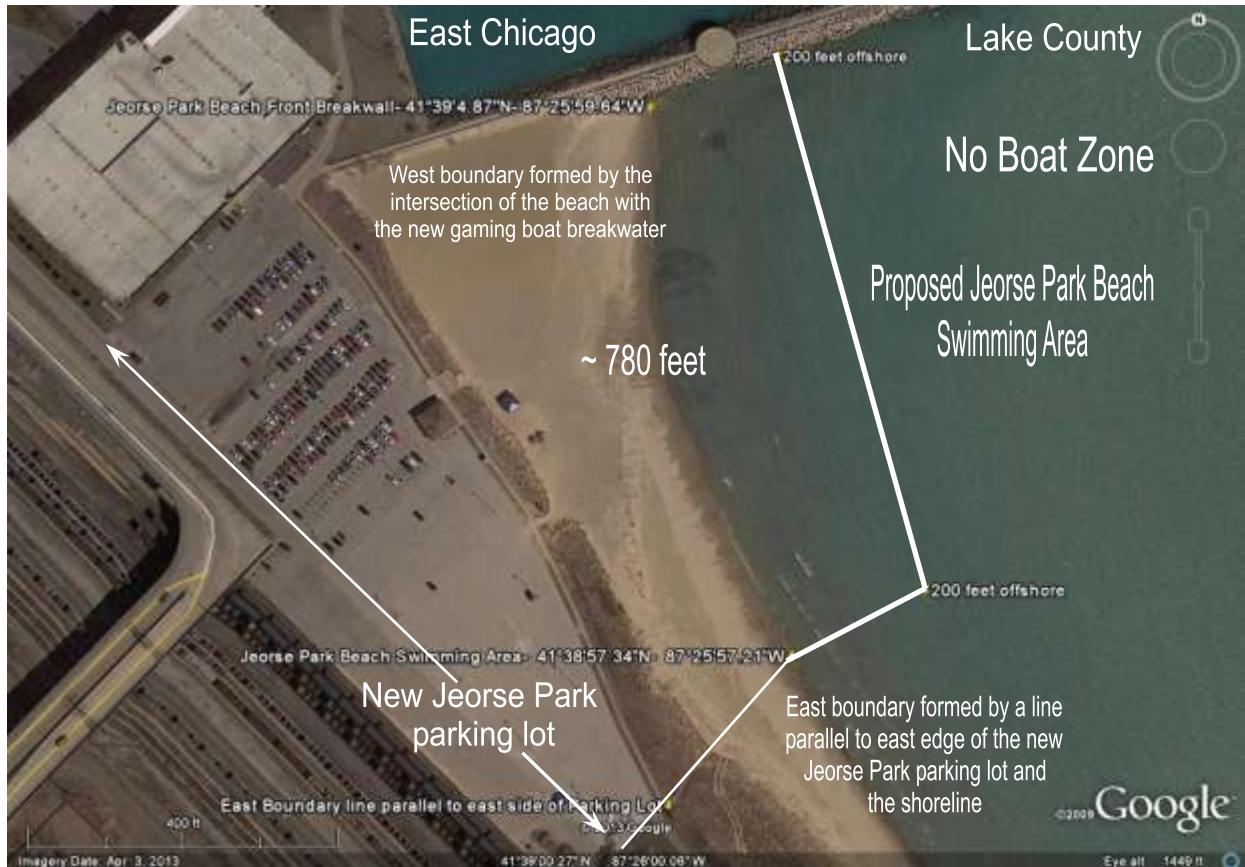 East Chicago
Lake County
N
200 feet offshore
Jeorse Park Beach Front Breakwall- 41°39'4.87"N- 87°25'59.64"W
No Boat Zone
West boundary formed by the
intersection of the beach with
the new gaming boat breakwater
Proposed Jeorse Park Beach
Swimming Area
~ 780 feet
200 feet offshore
Jeorse Park Beach Swimming Area- 41°38'57.34"N- 87°25'57.21"W
New Jeorse Park
parking lot
East boundary formed by a line
parallel to east edge of the new
Jeorse Park parking lot and
the shoreline
East Boundary line parallel to east side of Parking Lot
400 ft
Google
©2009 Google
Imagery Date: Apr 3, 2013
41°39'00.27"N 87°26'00.06"W
Eye alt 1449 ft